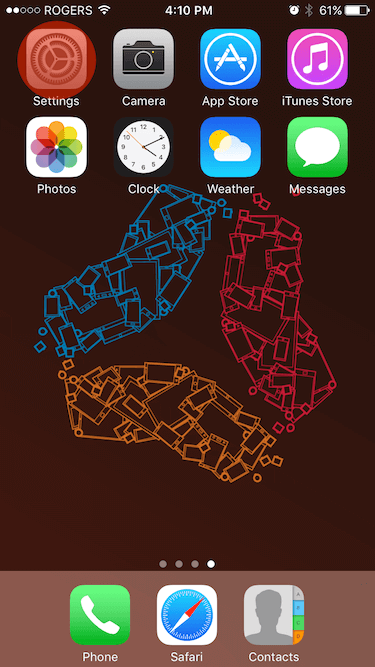 ROGERS 4:10 PM 61%
Settings Camera App Store iTunes Store
Photos Clock Weather Messages
Phone Safari Contacts